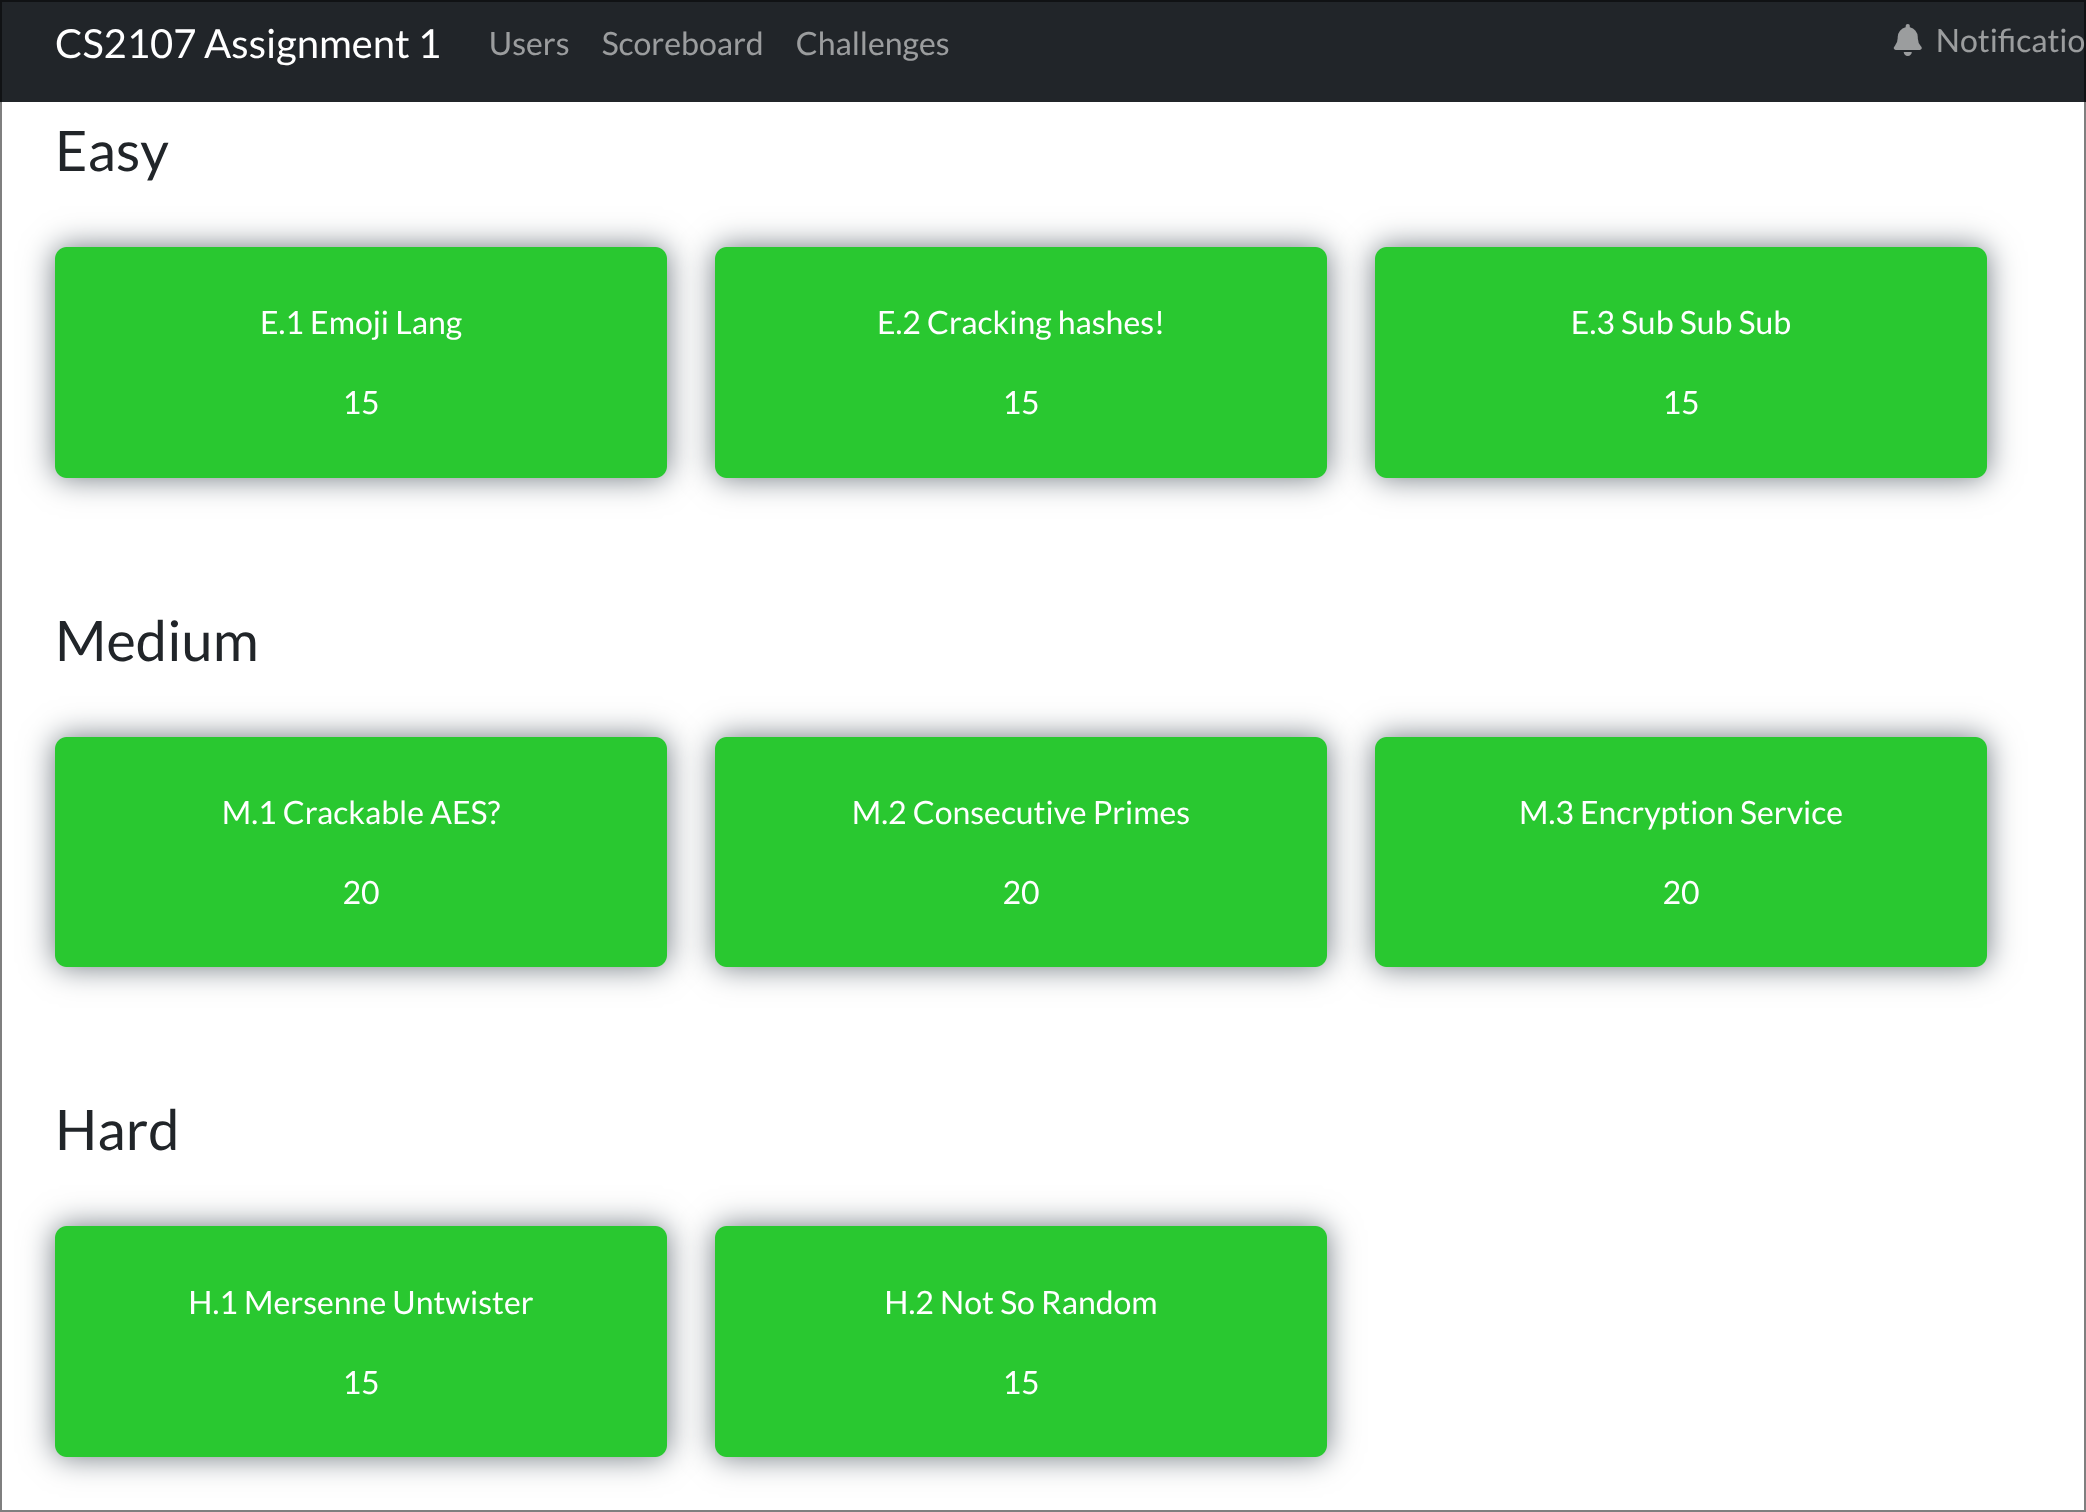 CS2107 Assignment 1 Users Scoreboard Challenges Notificatio
Easy
E.1 Emoji Lang
15
E.2 Cracking hashes!
15
E.3 Sub Sub Sub
15
Medium
M.1 Crackable AES?
20
M.2 Consecutive Primes
20
M.3 Encryption Service
20
Hard
H.1 Mersenne Untwister
15
H.2 Not So Random
15